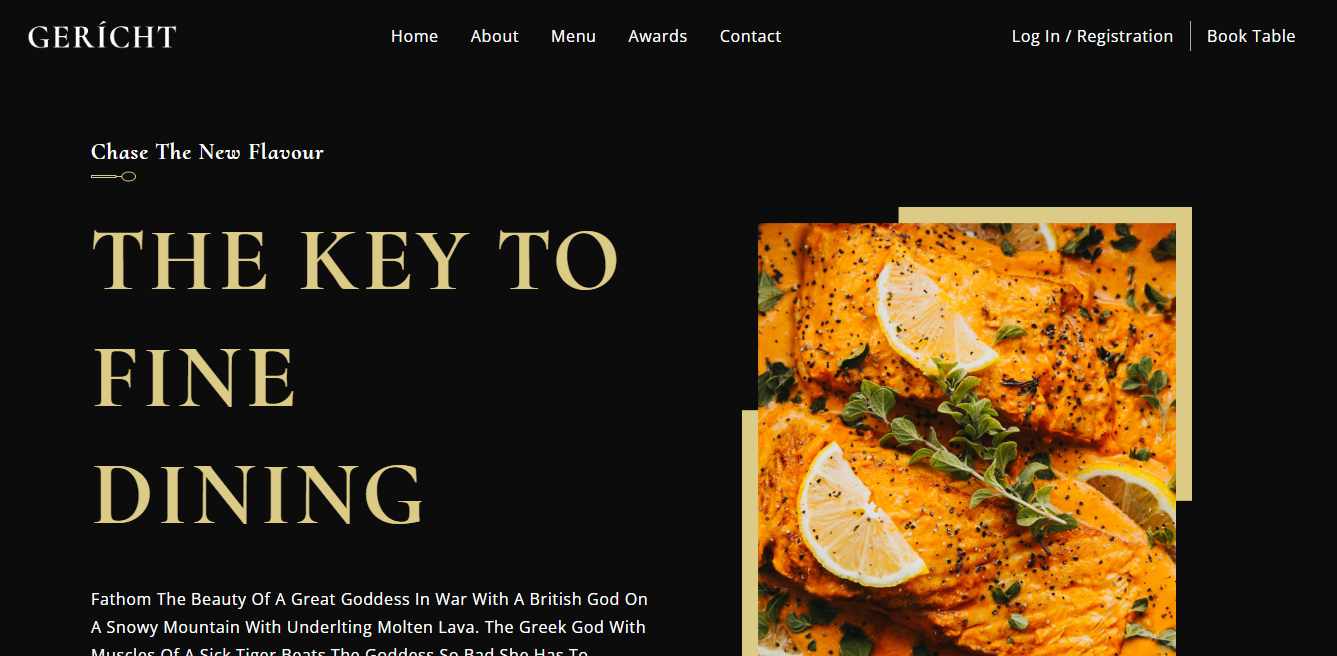 GERÍCHT
Home About Menu Awards Contact
Log In / Registration Book Table
Chase The New Flavour
THE KEY TO
FINE
DINING
Fathom The Beauty Of A Great Goddess In War With A British God On
A Snowy Mountain With Underlting Molten Lava. The Greek God With
Muscles Of A Sick Tiger Beats The Goddess So Bad She Has To